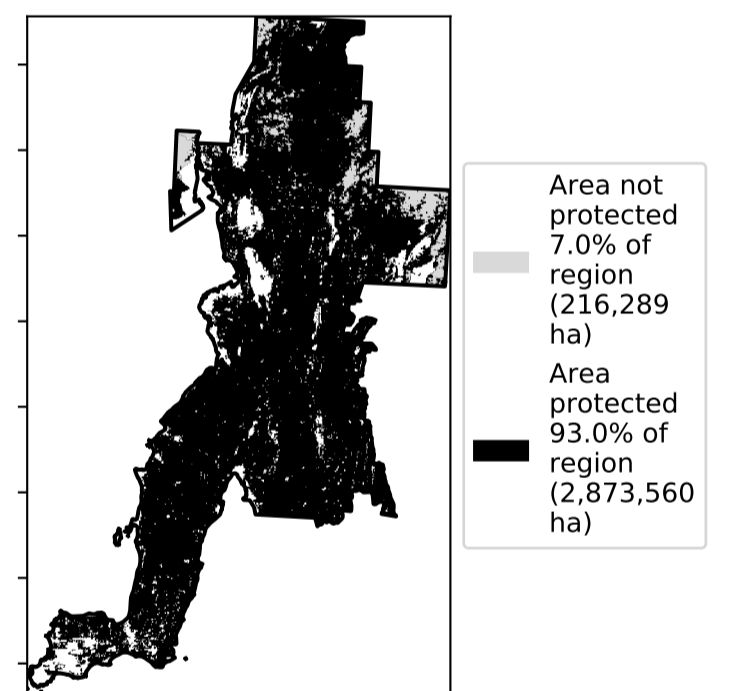 Area not
protected
7.0% of
region
(216,289
ha)
Area
protected
93.0% of
region
(2,873,560
ha)